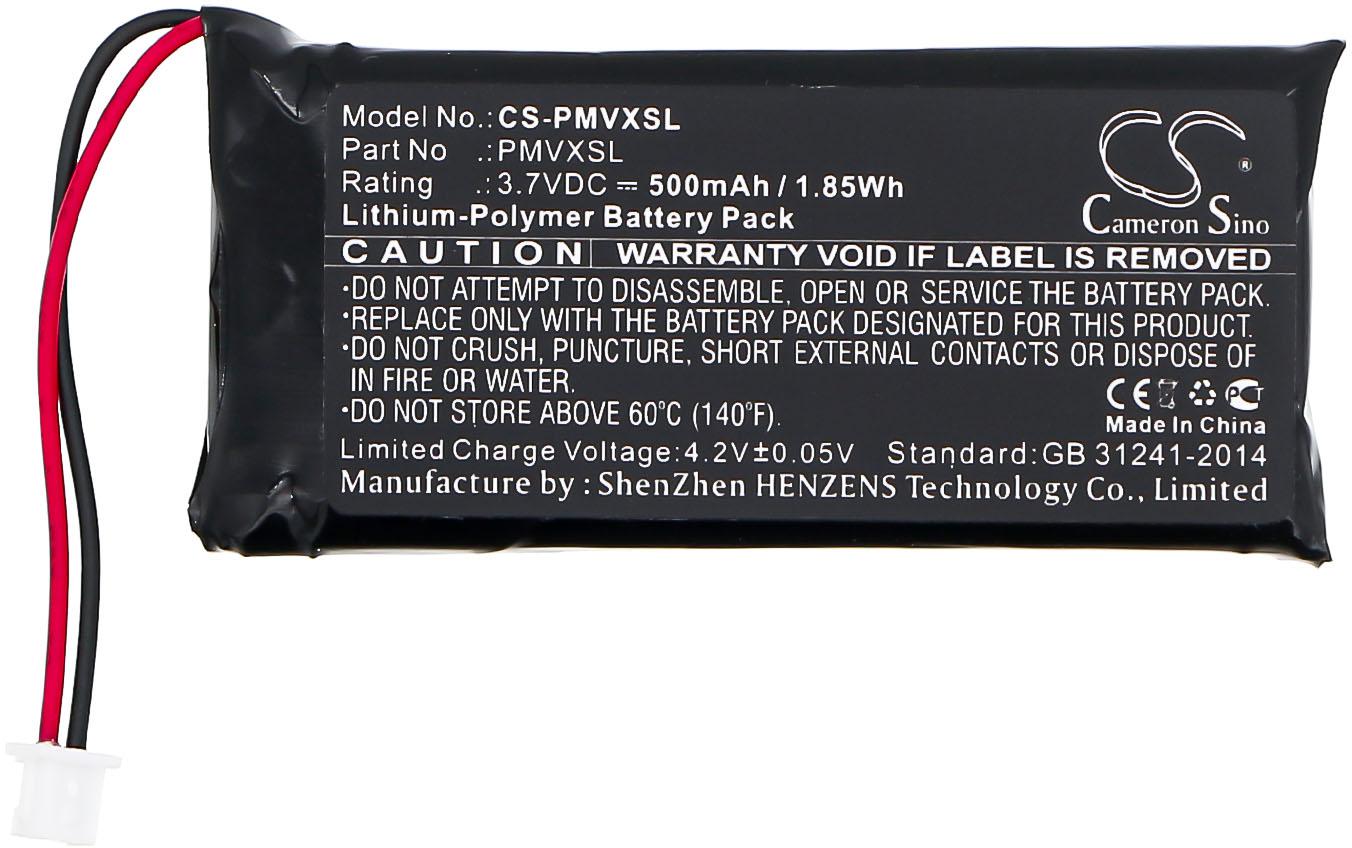 Model No.: CS-PMVXSL
Part No .: PMVXSL
Rating .: 3.7VDC ⎓ 500mAh / 1.85Wh
Lithium-Polymer Battery Pack
CS ®
Cameron Sino
CAUTION WARRANTY VOID IF LABEL IS REMOVED
·DO NOT ATTEMPT TO DISASSEMBLE, OPEN OR SERVICE THE BATTERY PACK.
·REPLACE ONLY WITH THE BATTERY PACK DESIGNATED FOR THIS PRODUCT.
·DO NOT CRUSH, PUNCTURE, SHORT EXTERNAL CONTACTS OR DISPOSE OF
IN FIRE OR WATER.
·DO NOT STORE ABOVE 60°C (140°F).
CE PCT
Made In China
Limited Charge Voltage:4.2V±0.05V Standard:GB 31241-2014
Manufacture by : ShenZhen HENZENS Technology Co., Limited